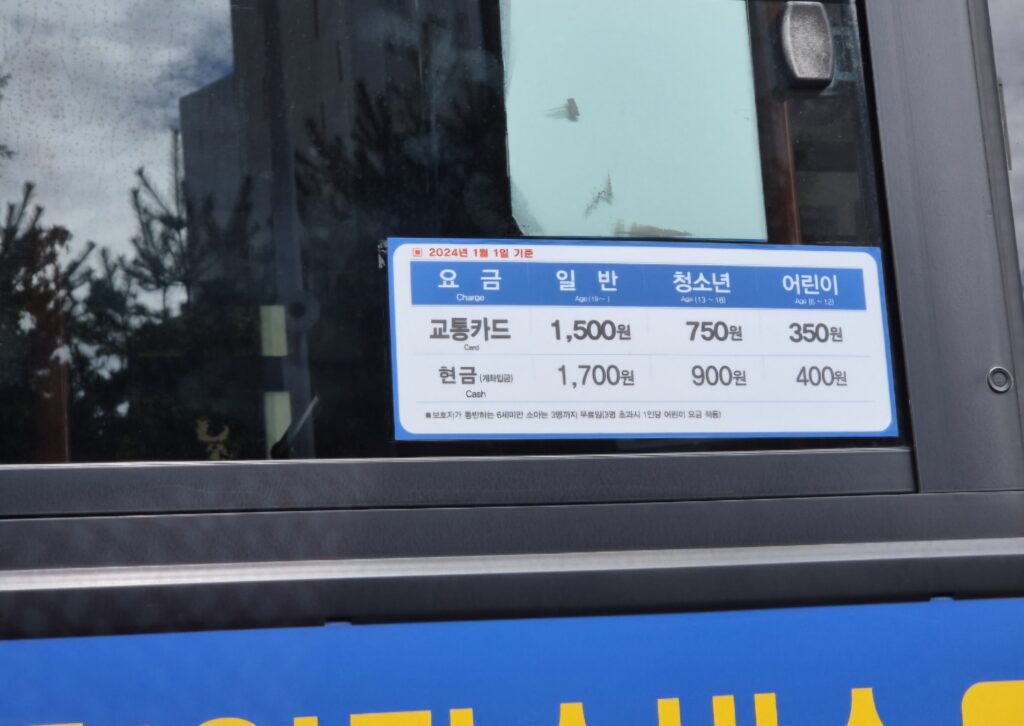 2024년 1월 1일 기준
요 금 일 반 청소년 어린이
Charge Age (19~ ) Age (13 ~ 18) Age (6 ~ 12)
교통카드 1,500원 750원 350원
Card
현금(계좌입금) 1,700원 900원 400원
Cash
■보호자가 동반하는 6세미만 소아는 3명까지 무료임(3명 초과시 1인당 어린이 요금 적용)